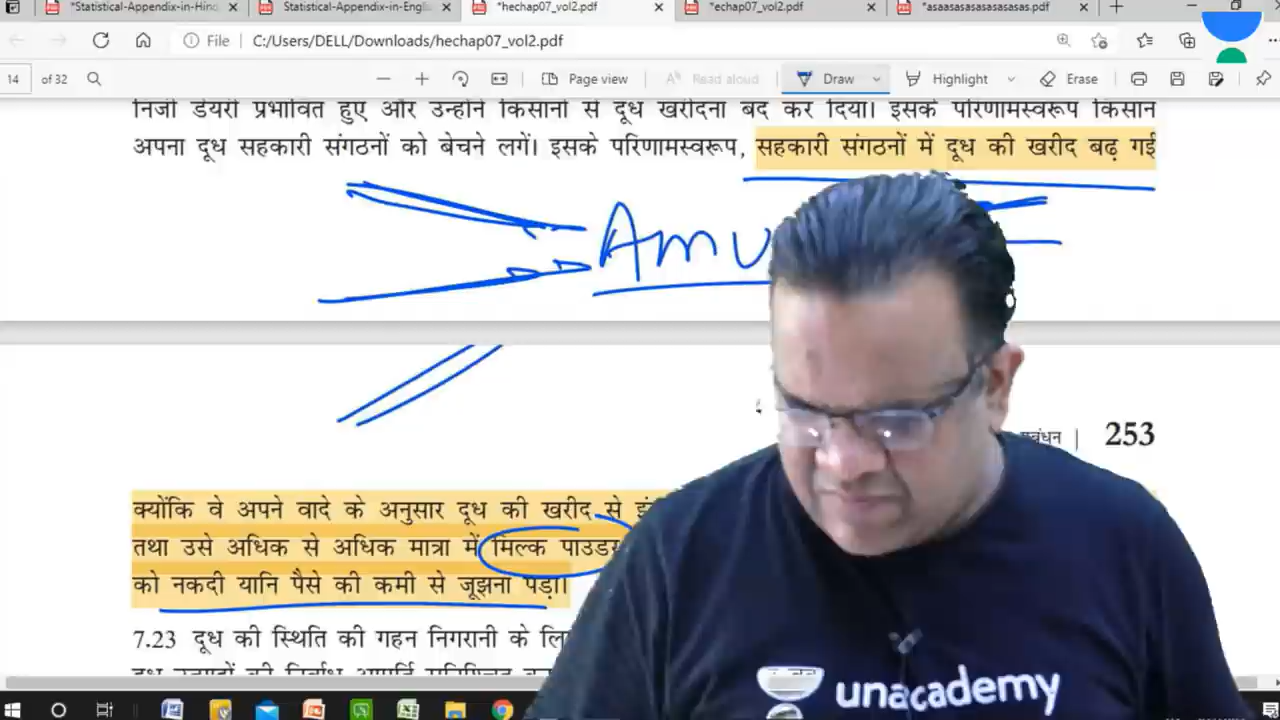 *Statistical-Appendix-in-Hind
Statistical-Appendix-in-Engl
*hechap07_vol2.pdf
*echap07_vol2.pdf
*asaasasasasasasas.pdf
File C:/Users/DELL/Downloads/hechap07_vol2.pdf
14 of 32 Page view Read aloud Draw Highlight Erase
निजी डेयरी प्रभावित हुए और उन्होंने किसानों से दूध खरीदना बंद कर दिया। इसके परिणामस्वरूप किसान
अपना दूध सहकारी संगठनों को बेचने लगें। इसके परिणामस्वरूप, सहकारी संगठनों में दूध की खरीद बढ़ गई
Amu
253
क्योंकि वे अपने वादे के अनुसार दूध की खरीद से
तथा उसे अधिक से अधिक मात्रा में मिल्क पाउडर
को नकदी यानि पैसे की कमी से जूझना पड़ा।
7.23 दूध की स्थिति की गहन निगरानी के
unacademy